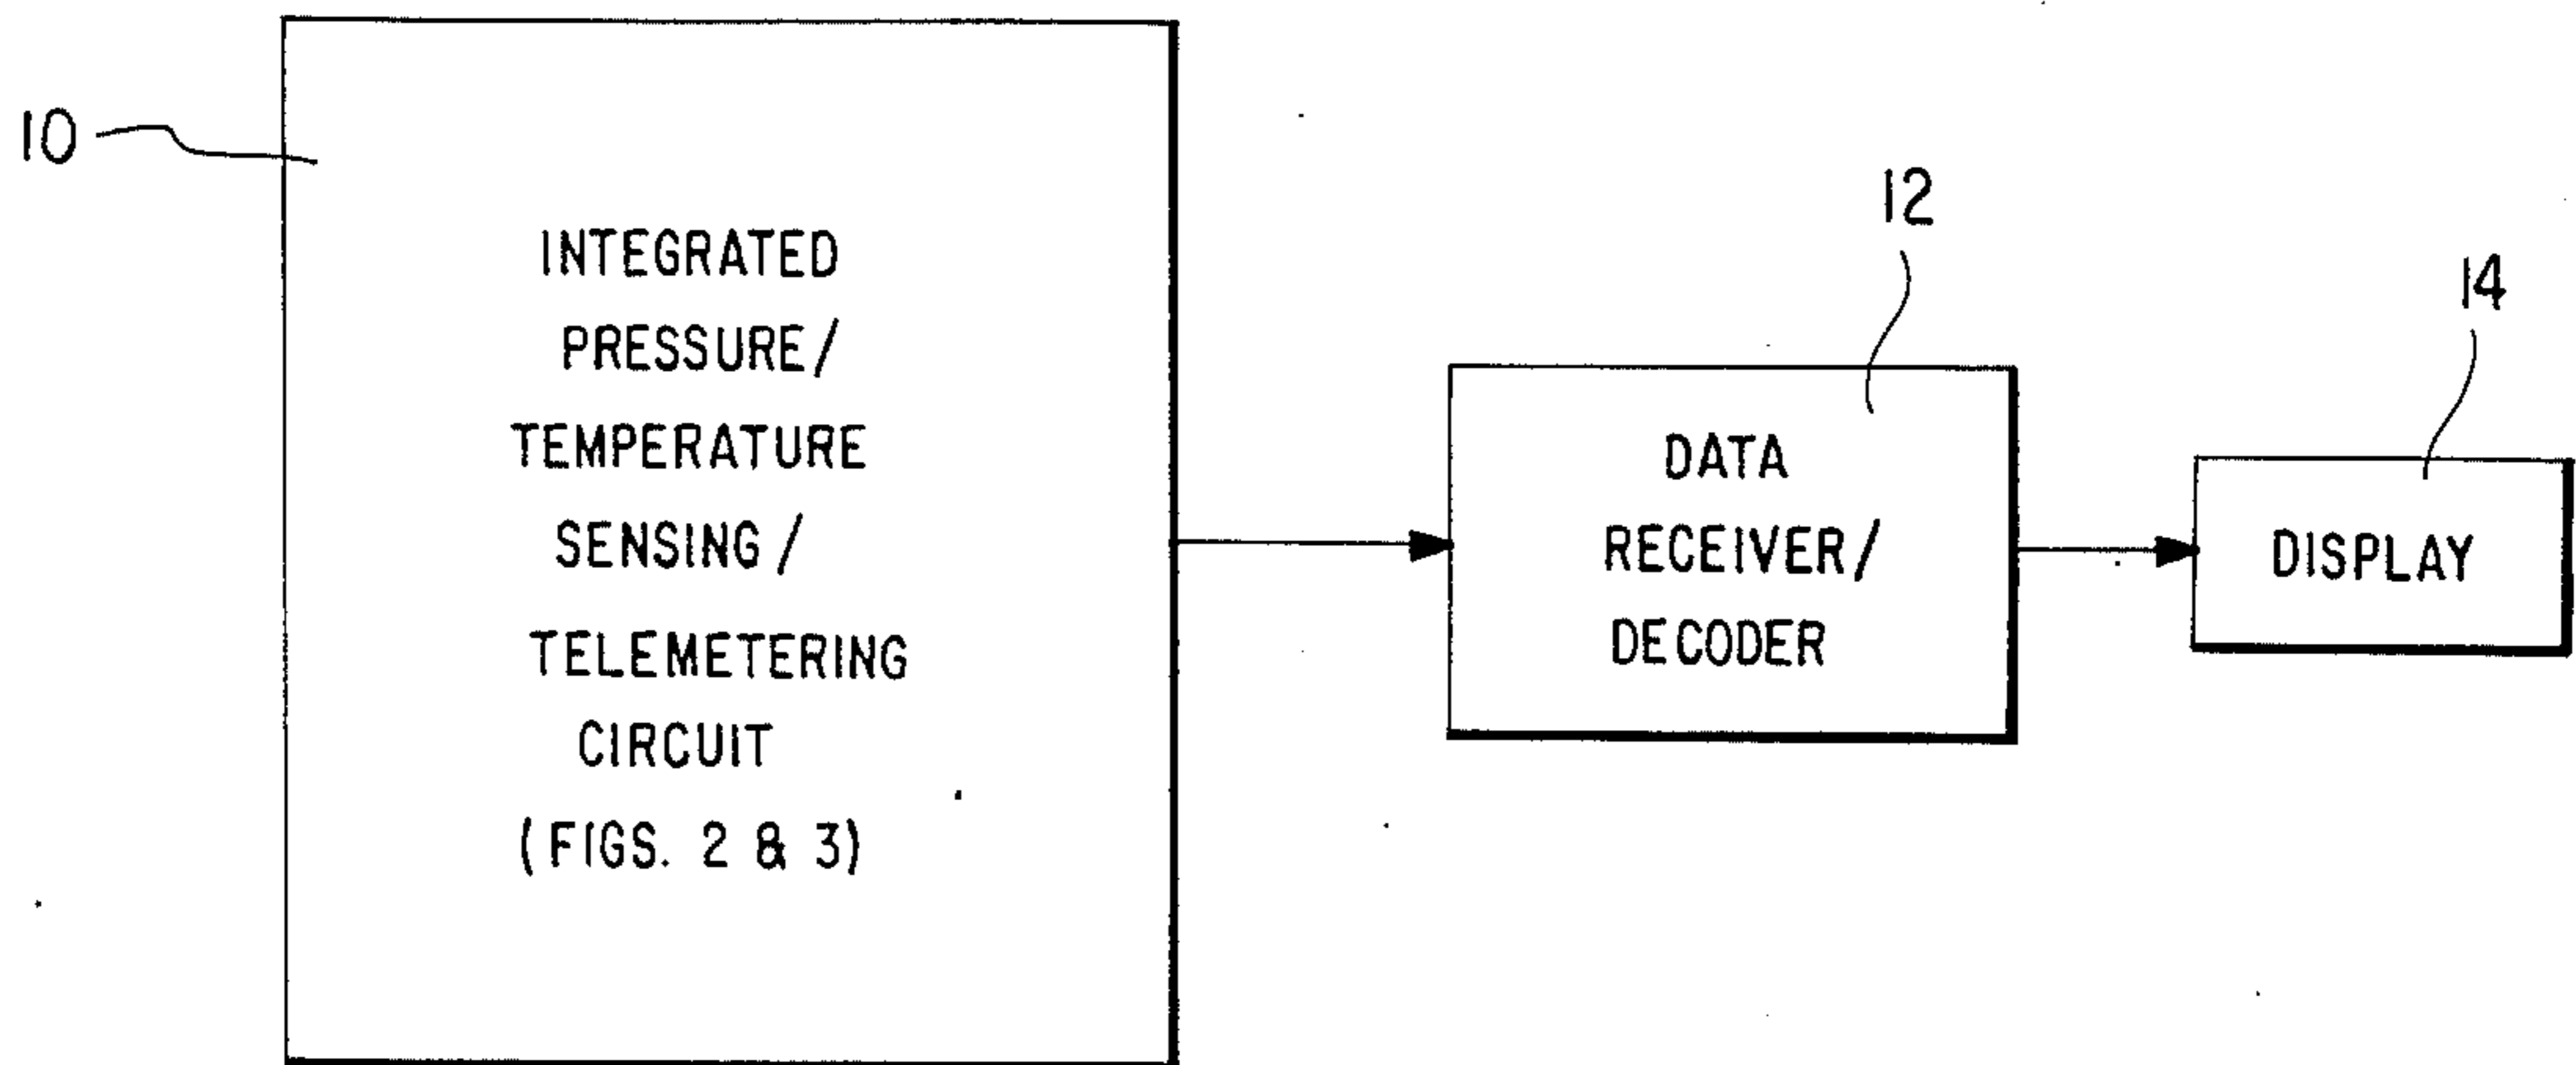 10
INTEGRATED
PRESSURE/
TEMPERATURE
SENSING/
TELEMETERING
CIRCUIT
(FIGS. 2 & 3)
12
DATA
RECEIVER/
DECODER
14
DISPLAY